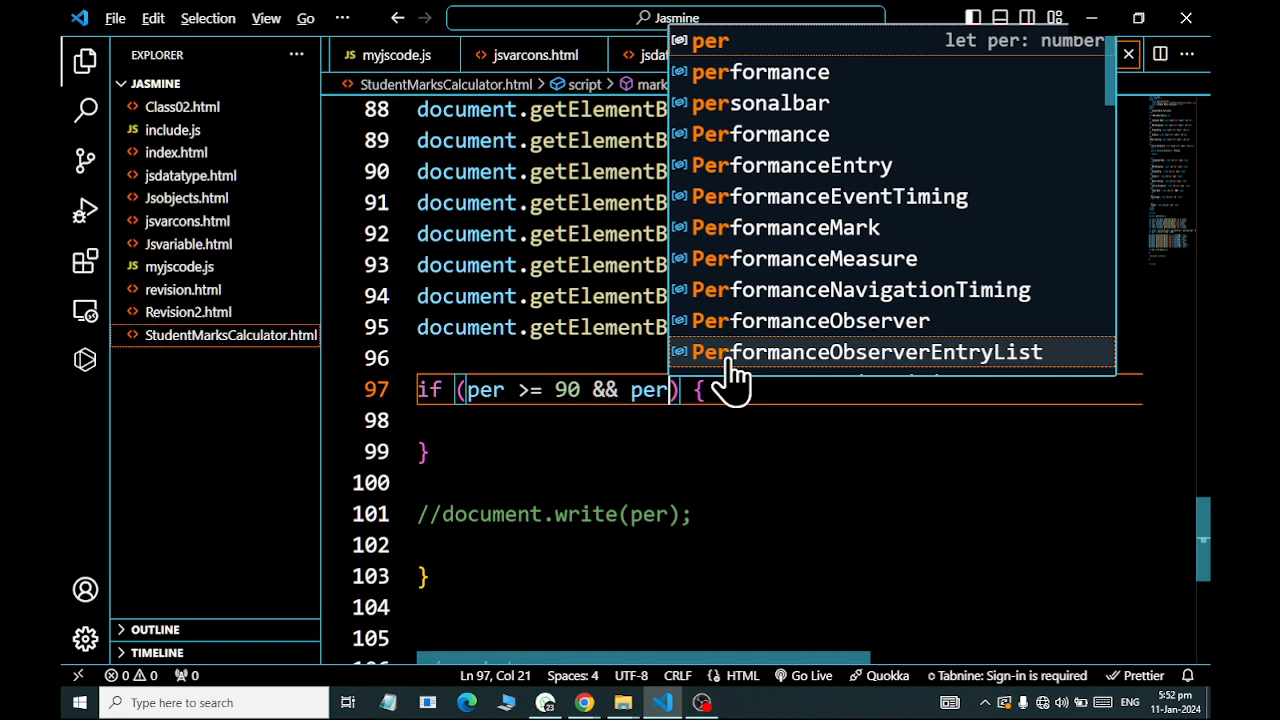 File Edit Selection View Go ··· Jasmine
EXPLORER ···
myjscode.js jsvarcons.html jsda
per let per: number
StudentMarksCalculator.html script mark
JASMINE
Class02.html
include.js
index.html
jsdatatype.html
Jsobjects.html
jsvarcons.html
Jsvariable.html
myjscode.js
revision.html
Revision2.html
StudentMarksCalculator.html
OUTLINE
TIMELINE
performance
personalbar
Performance
PerformanceEntry
PerformanceEventTiming
PerformanceMark
PerformanceMeasure
PerformanceNavigationTiming
PerformanceObserver
PerformanceObserverEntryList
88 document.getElementB
89 document.getElementB
90 document.getElementB
91 document.getElementB
92 document.getElementB
93 document.getElementB
94 document.getElementB
95 document.getElementB
96
97 if (per >= 90 && per) {
98
99 }
100
101 //document.write(per);
102
103 }
104
105
0 0 0 Ln 97, Col 21 Spaces: 4 UTF-8 CRLF HTML Go Live Quokka Tabnine: Sign-in is required Prettier
Type here to search ENG 5:52 pm
11-Jan-2024